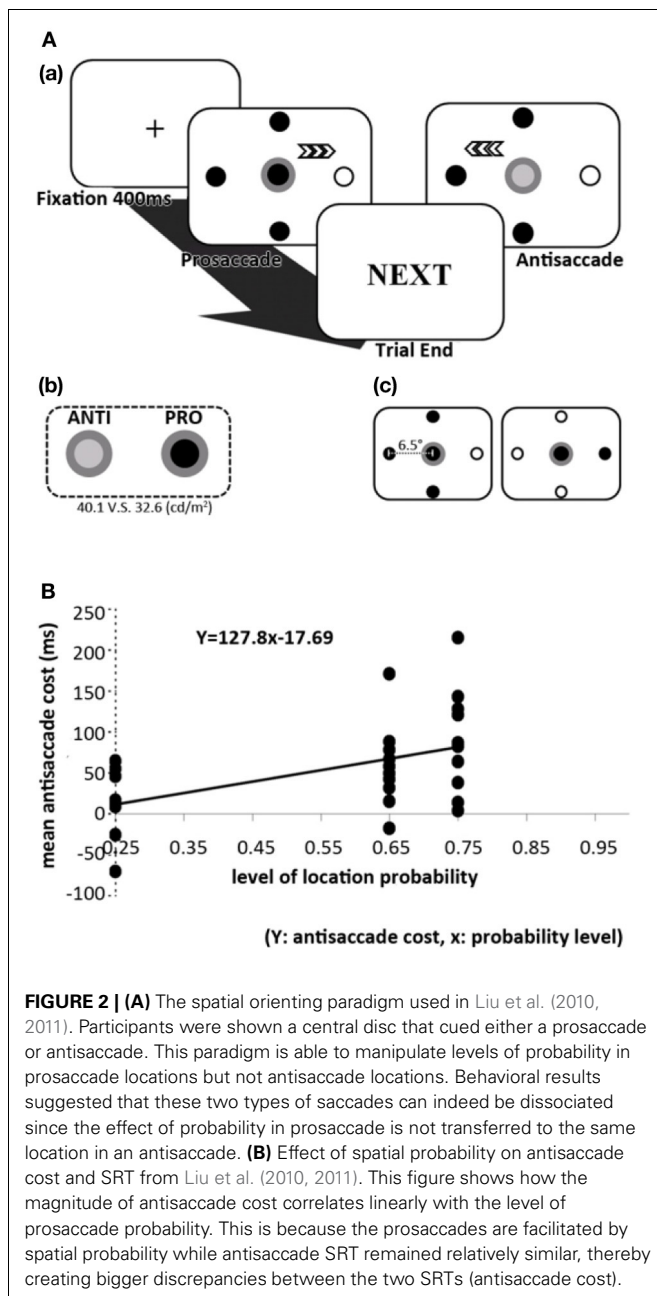 A
(a)
+
Fixation 400ms
Prosaccade
Antisaccade
NEXT
Trial End
(b)
ANTI PRO
40.1 V.S. 32.6 (cd/m²)
(c)
6.5°
B
mean antisaccade cost (ms)
250
200
150
100
50
0
-50
-100
Y=127.8x-17.69
0.25 0.35 0.45 0.55 0.65 0.75 0.85 0.95
level of location probability
(Y: antisaccade cost, x: probability level)
FIGURE 2 | (A) The spatial orienting paradigm used in Liu et al. (2010,
2011). Participants were shown a central disc that cued either a prosaccade
or antisaccade. This paradigm is able to manipulate levels of probability in
prosaccade locations but not antisaccade locations. Behavioral results
suggested that these two types of saccades can indeed be dissociated
since the effect of probability in prosaccade is not transferred to the same
location in an antisaccade. (B) Effect of spatial probability on antisaccade
cost and SRT from Liu et al. (2010, 2011). This figure shows how the
magnitude of antisaccade cost correlates linearly with the level of
prosaccade probability. This is because the prosaccades are facilitated by
spatial probability while antisaccade SRT remained relatively similar, thereby
creating bigger discrepancies between the two SRTs (antisaccade cost).